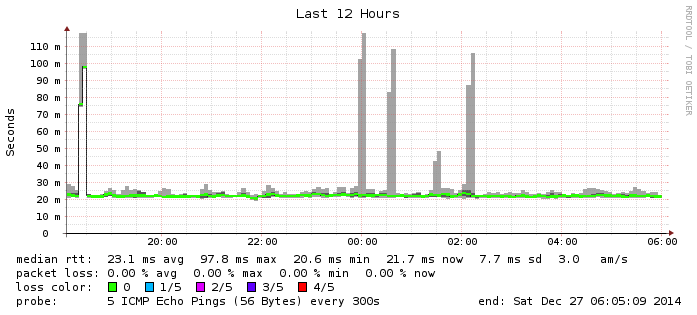 Last 12 Hours
RRDTOOL / TOBI OETIKER
Seconds
110 m
100 m
90 m
80 m
70 m
60 m
50 m
40 m
30 m
20 m
10 m
0
20:00 22:00 00:00 02:00 04:00 06:00
median rtt: 23.1 ms avg 97.8 ms max 20.6 ms min 21.7 ms now 7.7 ms sd 3.0 am/s
packet loss: 0.00 % avg 0.00 % max 0.00 % min 0.00 % now
loss color: 0 1/5 2/5 3/5 4/5
probe: 5 ICMP Echo Pings (56 Bytes) every 300s end: Sat Dec 27 06:05:09 2014